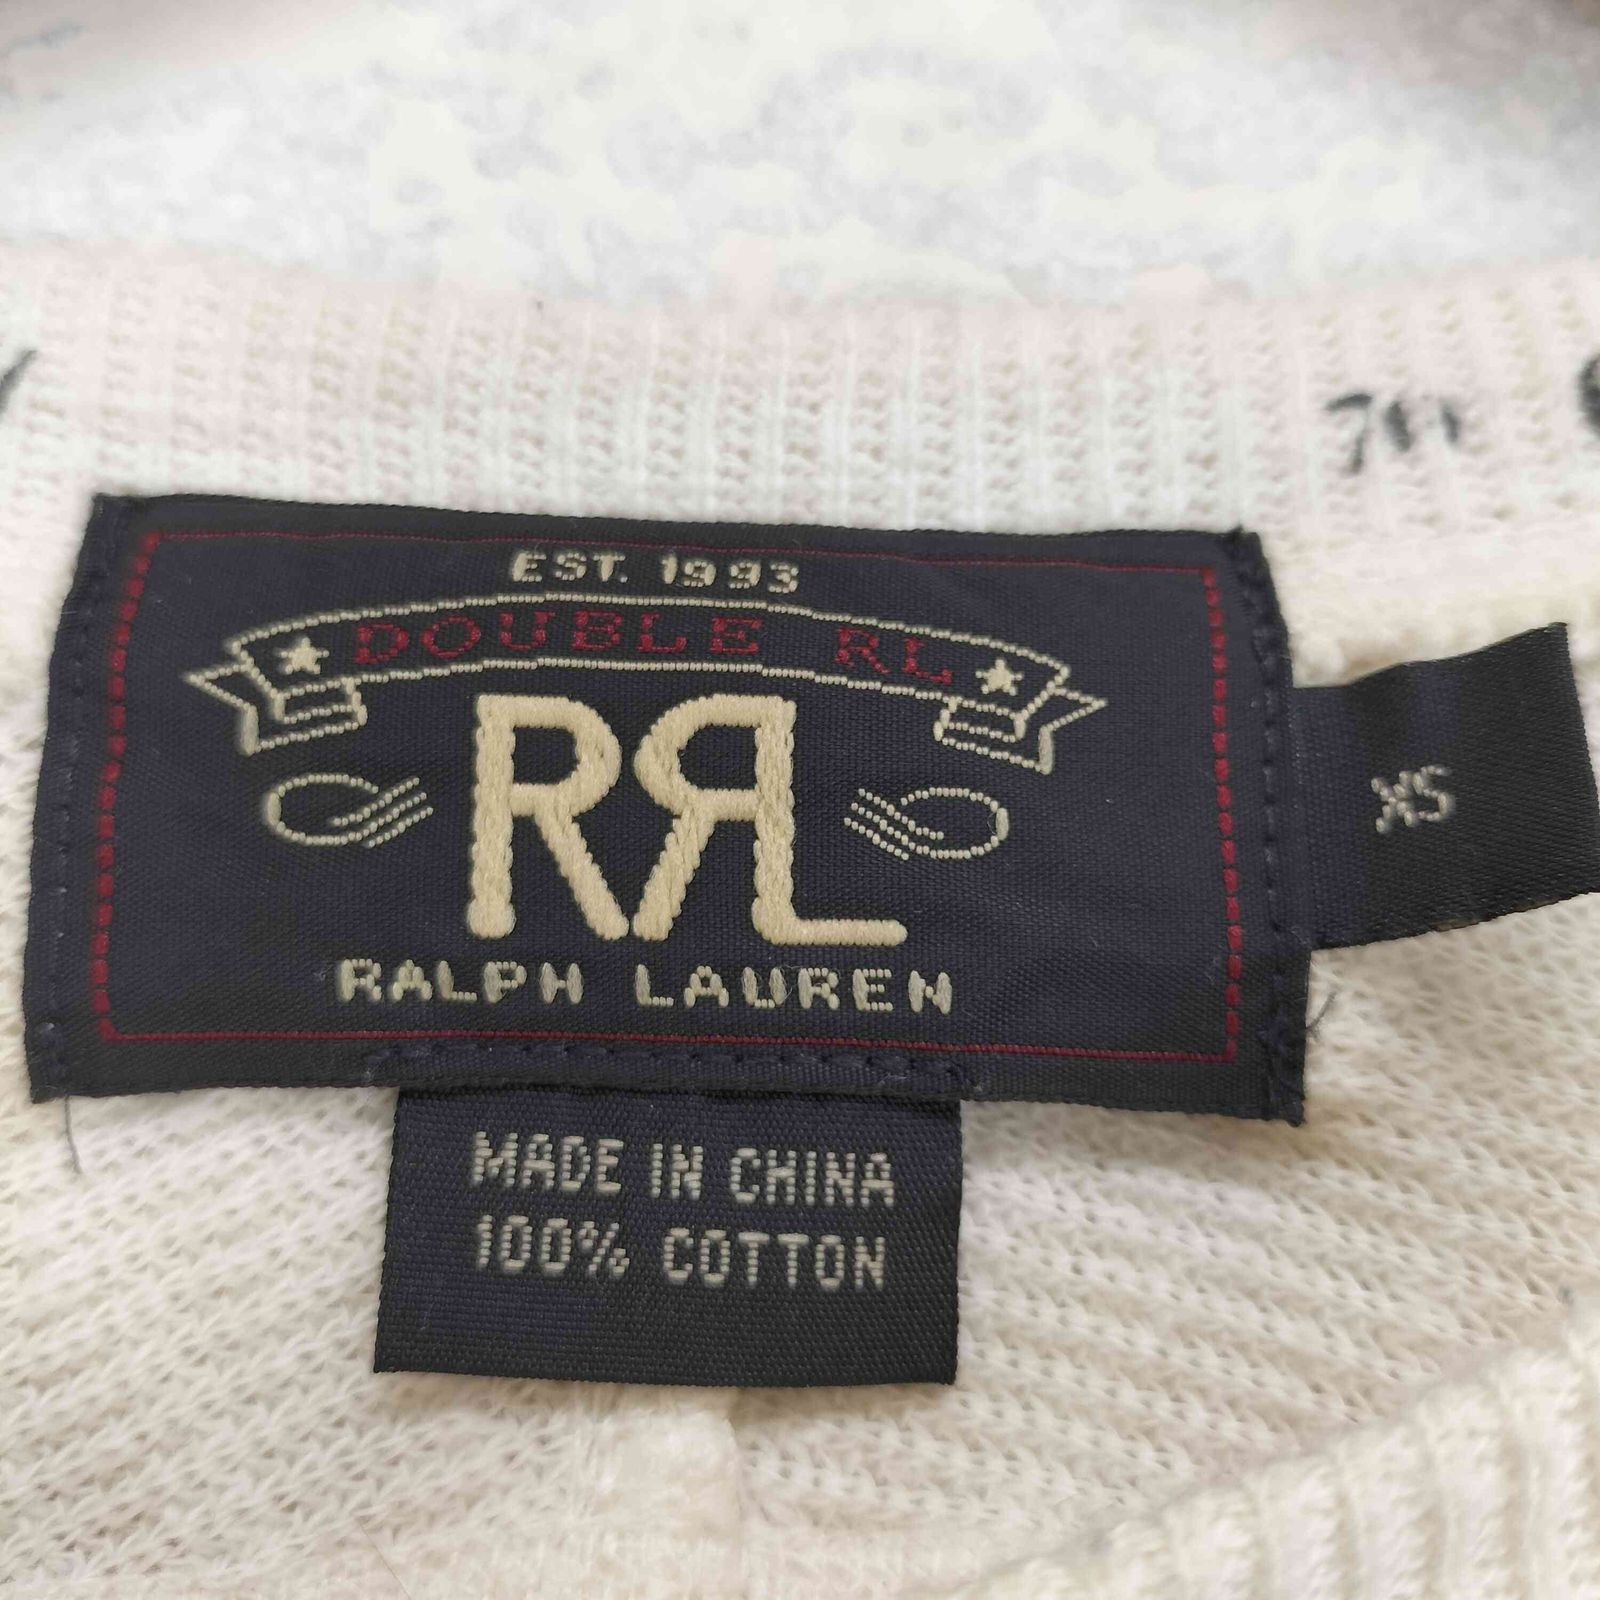 EST. 1993
DOUBLE RL
RRL
RALPH LAUREN
XS
MADE IN CHINA
100% COTTON